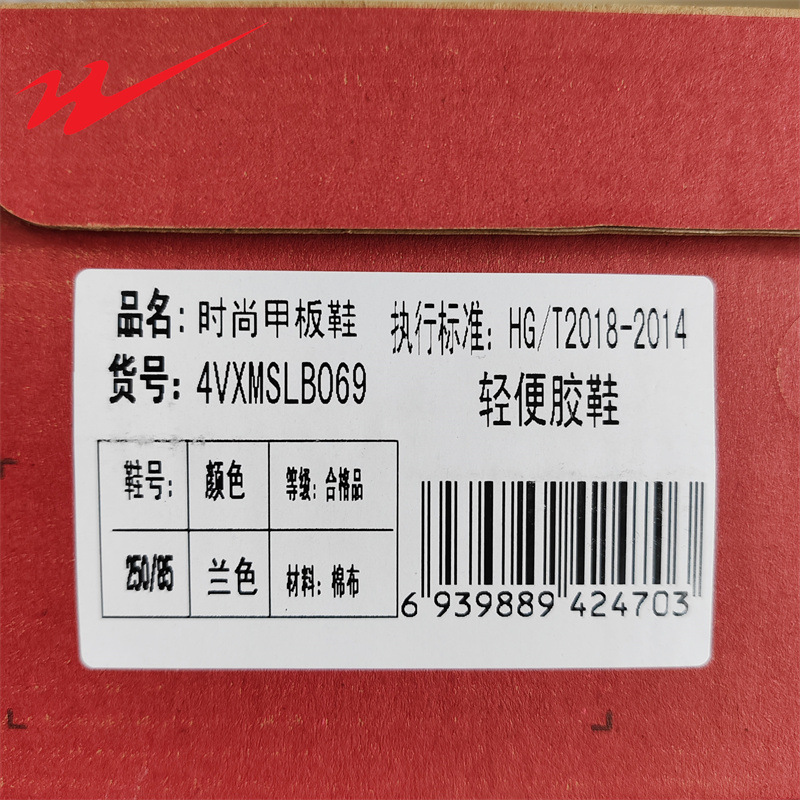 品名：时尚甲板鞋
执行标准：HG/T2018-2014
货号：4VXMSLB069
轻便胶鞋
鞋号： 颜色 等级：合格品
250/85 兰色 材料：棉布
6 939889 424703